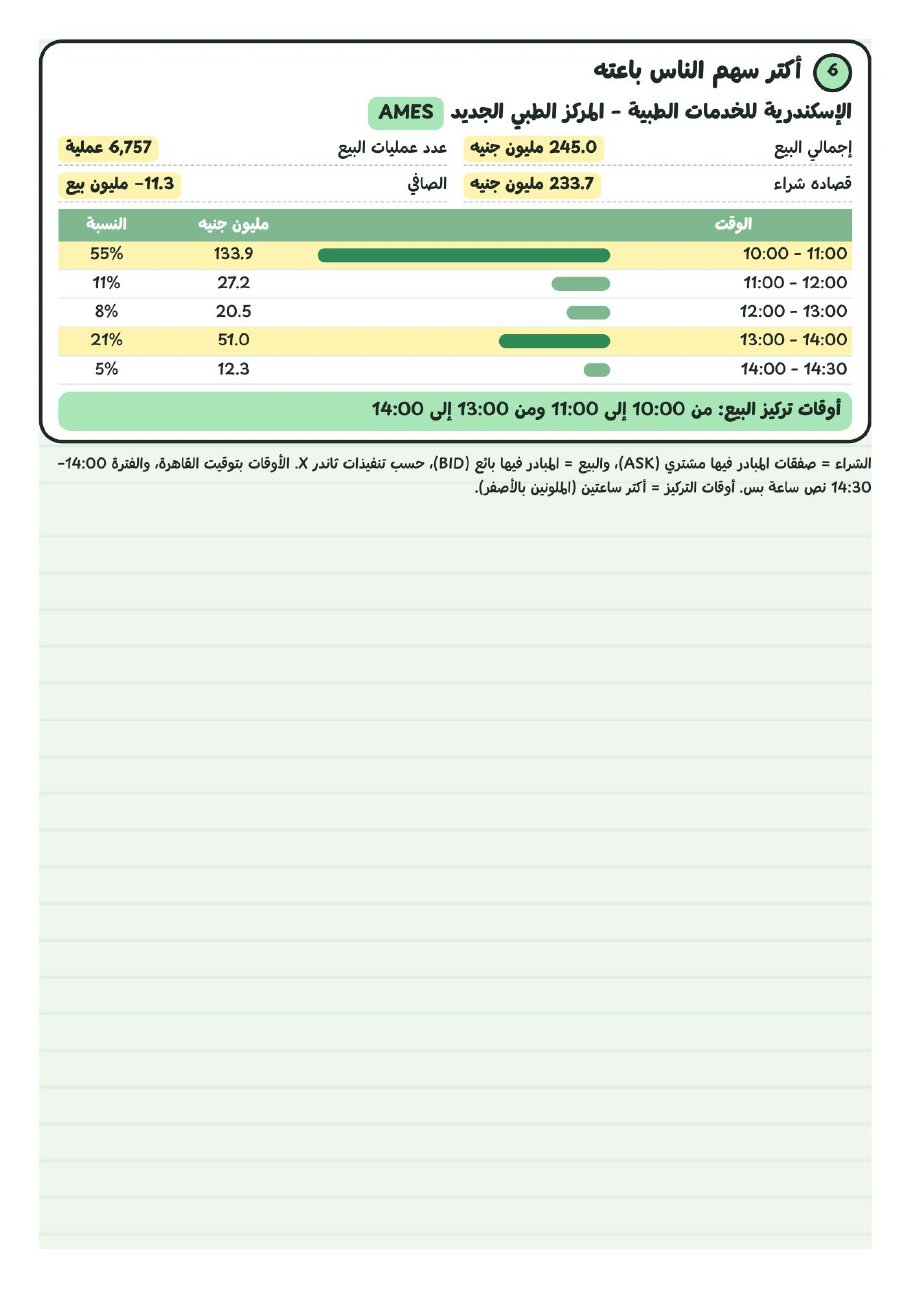 6 أكتر سهم الناس باعته
الإسكندرية للخدمات الطبية – المركز الطبي الجديد AMES
إجمالي البيع 245.0 مليون جنيه عدد عمليات البيع 6,757 عملية
قصاده شراء 233.7 مليون جنيه الصافي −11.3 مليون بيع
الوقت مليون جنيه النسبة
10:00 – 11:00 133.9 55%
11:00 – 12:00 27.2 11%
12:00 – 13:00 20.5 8%
13:00 – 14:00 51.0 21%
14:00 – 14:30 12.3 5%
أوقات تركيز البيع: من 10:00 إلى 11:00 ومن 13:00 إلى 14:00
الشراء = صفقات المبادر فيها مشتري (ASK)، والبيع = المبادر فيها بائع (BID)، حسب تنفيذات ثاندر X. الأوقات بتوقيت القاهرة، والفترة 14:00–
14:30 نص ساعة بس. أوقات التركيز = أكتر ساعتين (الملونين بالأصفر).